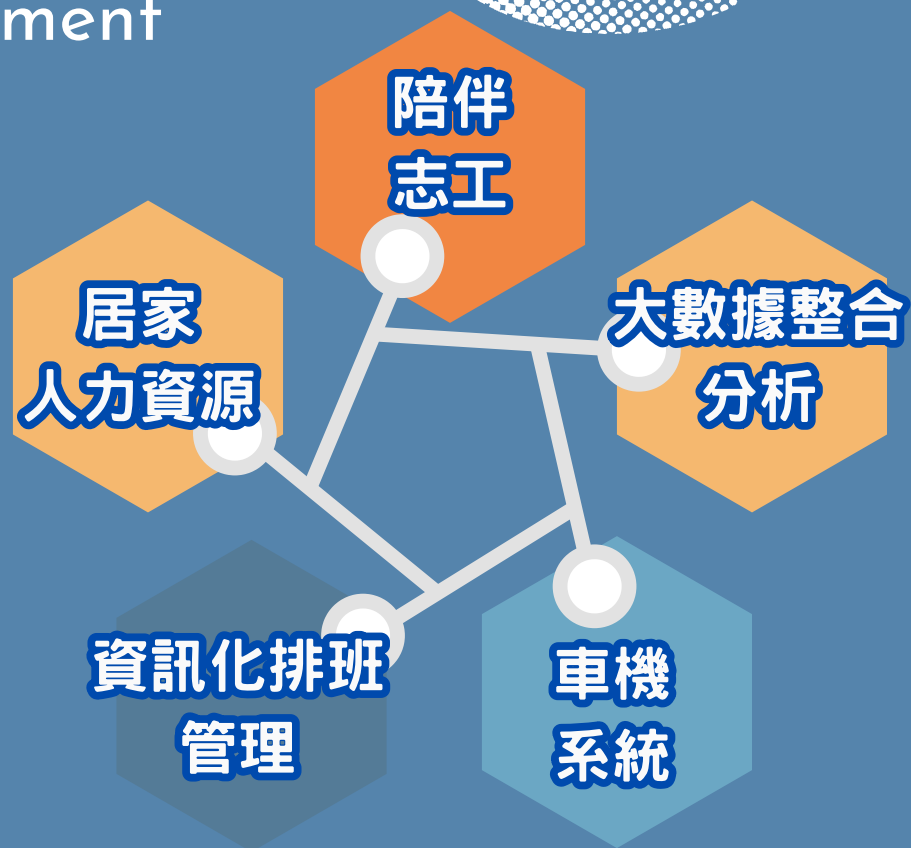 ment
陪伴
志工
居家
人力資源
大數據整合
分析
資訊化排班
管理
車機
系統